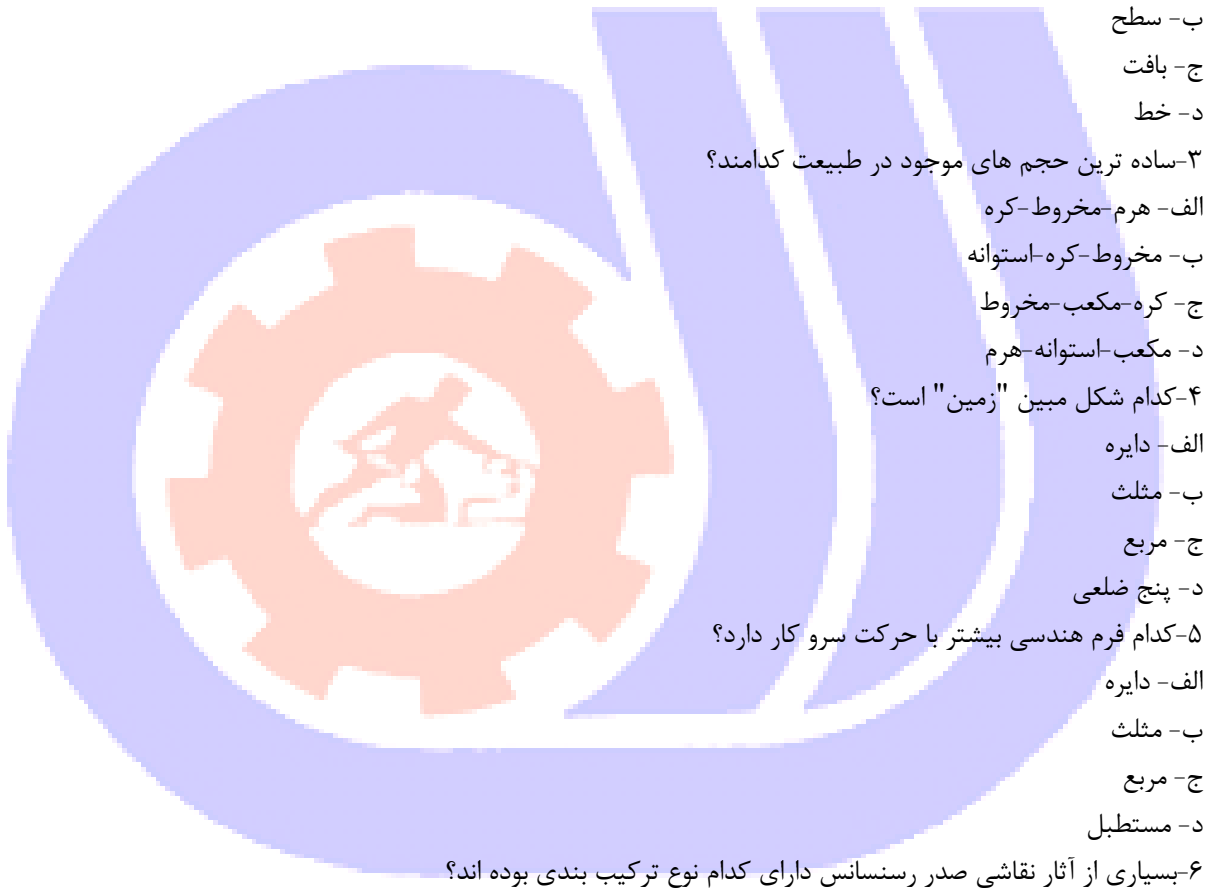 ب- سطح
ج- بافت
د- خط
۳-ساده ترین حجم های موجود در طبیعت کدامند؟
الف- هرم-مخروط-کره
ب- مخروط-کره-استوانه
ج- کره-مکعب-مخروط
د- مکعب-استوانه-هرم
۴-کدام شکل مبین "زمین" است؟
الف- دایره
ب- مثلث
ج- مربع
د- پنج ضلعی
۵-کدام فرم هندسی بیشتر با حرکت سرو کار دارد؟
الف- دایره
ب- مثلث
ج- مربع
د- مستطبل
۶-بسیاری از آثار نقاشی صدر رسنسانس دارای کدام نوع ترکیب بندی بوده اند؟